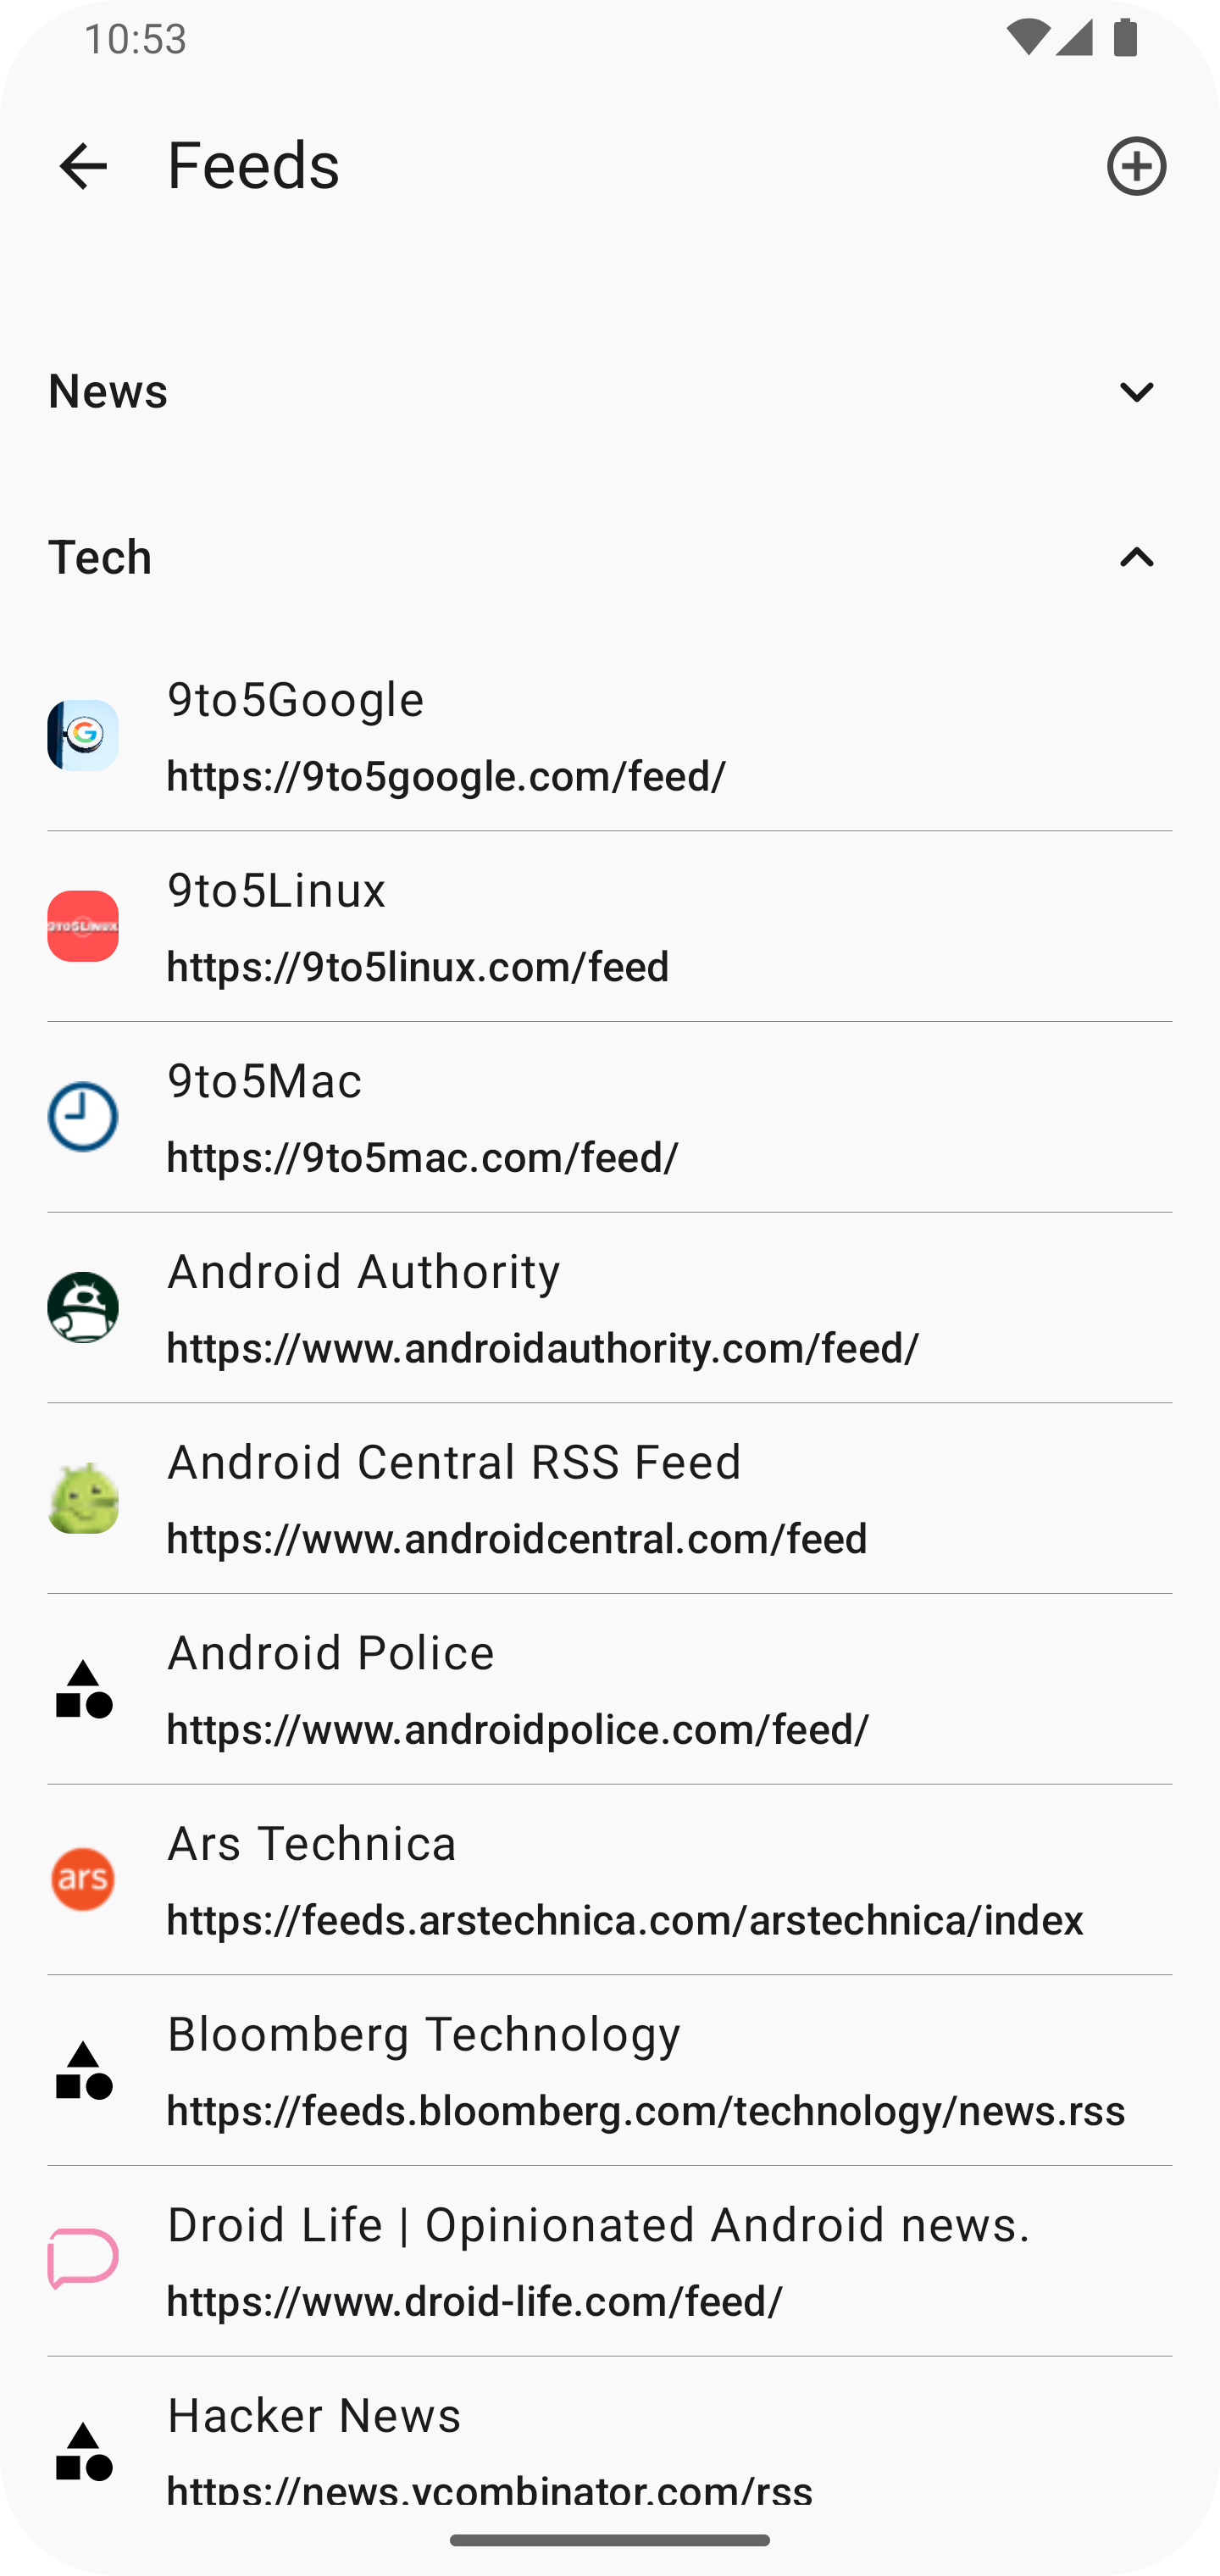 10:53
Feeds
News
Tech
9to5Google
https://9to5google.com/feed/
9TO5LINUX
9to5Linux
https://9to5linux.com/feed
9to5Mac
https://9to5mac.com/feed/
Android Authority
https://www.androidauthority.com/feed/
Android Central RSS Feed
https://www.androidcentral.com/feed
Android Police
https://www.androidpolice.com/feed/
ars
Ars Technica
https://feeds.arstechnica.com/arstechnica/index
Bloomberg Technology
https://feeds.bloomberg.com/technology/news.rss
Droid Life | Opinionated Android news.
https://www.droid-life.com/feed/
Hacker News
https://news.ycombinator.com/rss